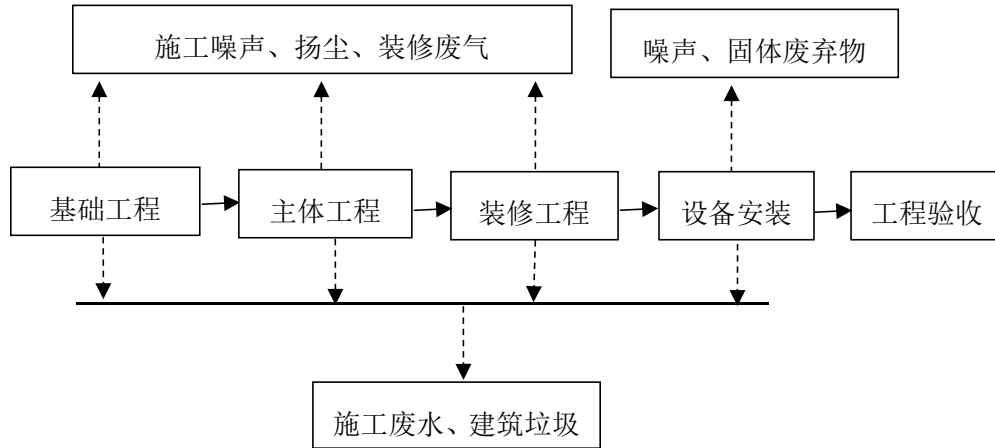 施工噪声、扬尘、装修废气
噪声、固体废弃物
基础工程
主体工程
装修工程
设备安装
工程验收
施工废水、建筑垃圾